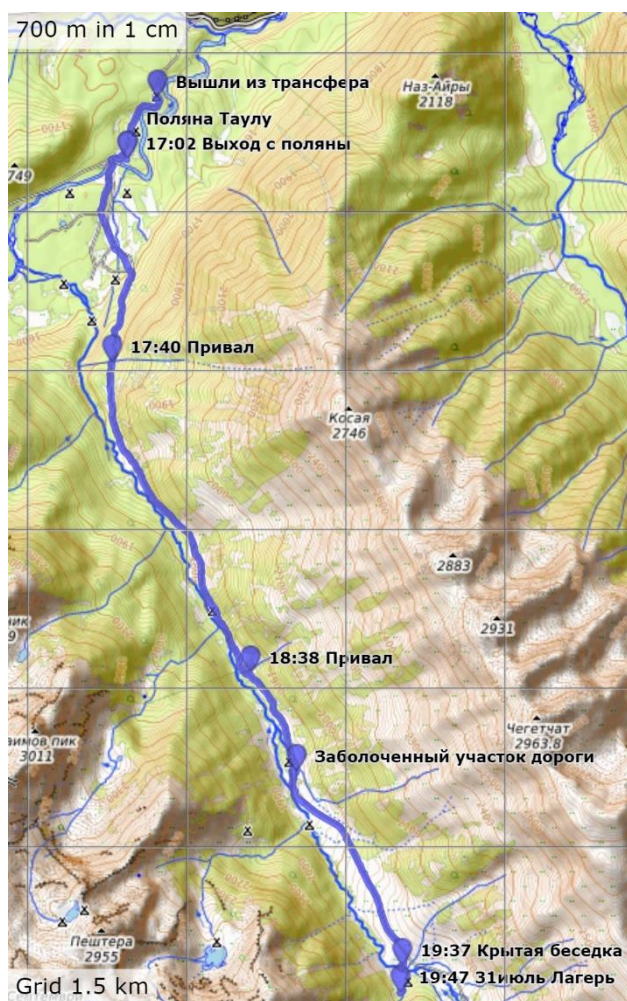 700 m in 1 cm
Вышли из трансфера
Наз-Айры
2118
Поляна Таулу
17:02 Выход с поляны
749
17:40 Привал
Косая
2746
2883
2931
18:38 Привал
Чегетчат
2963.8
3011
Заболоченный участок дороги
Пештера
2955
19:37 Крытая беседка
19:47 31июль Лагерь
Grid 1.5 km